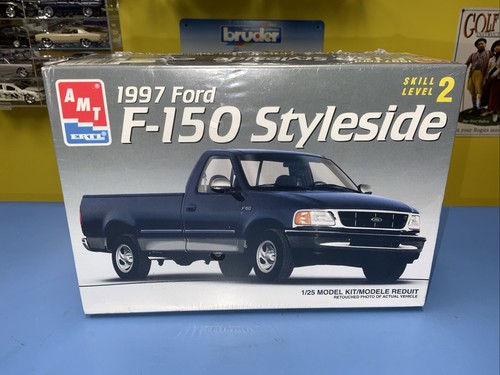 bruder
GOLF
AMT
ERTL
1997 Ford
F-150 Styleside
SKILL
LEVEL 2
1/25 MODEL KIT/MODELE REDUIT
RETOUCHED PHOTO OF ACTUAL VEHICLE